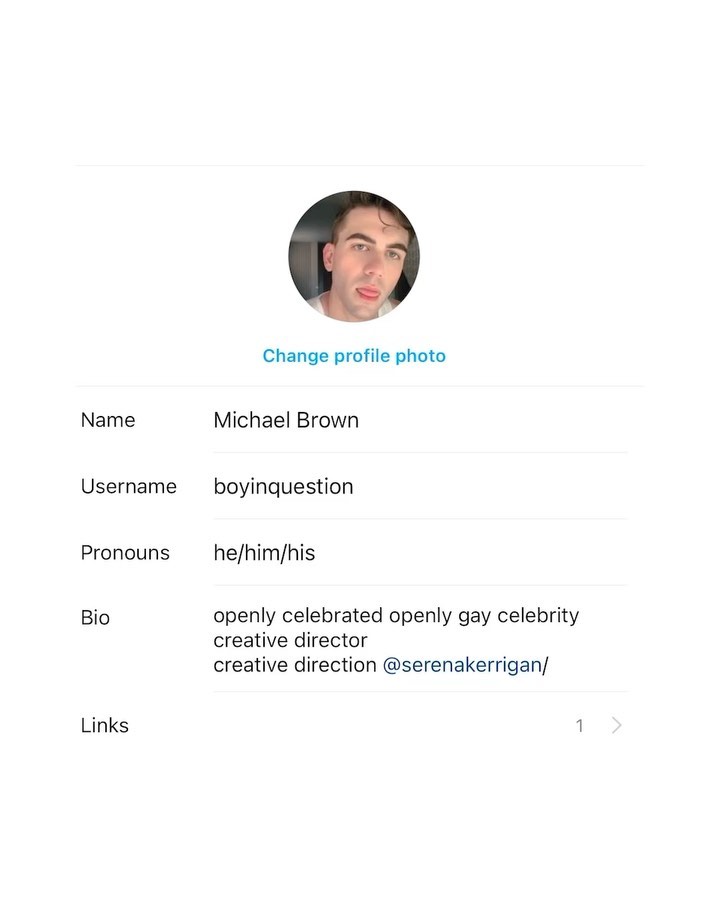 Change profile photo
Name Michael Brown
Username boyinquestion
Pronouns he/him/his
Bio openly celebrated openly gay celebrity
creative director
creative direction @serenakerrigan/
Links 1